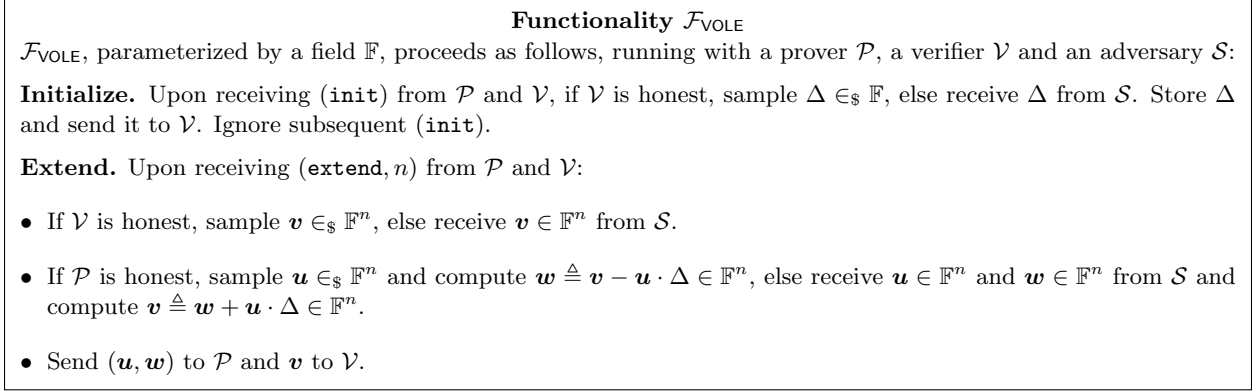 Functionality F_VOLE
F_VOLE, parameterized by a field 𝔽, proceeds as follows, running with a prover P, a verifier V and an adversary S:
Initialize. Upon receiving (init) from P and V, if V is honest, sample Δ ∈_$ 𝔽, else receive Δ from S. Store Δ
and send it to V. Ignore subsequent (init).
Extend. Upon receiving (extend, n) from P and V:
• If V is honest, sample v ∈_$ 𝔽^n, else receive v ∈ 𝔽^n from S.
• If P is honest, sample u ∈_$ 𝔽^n and compute w ≜ v − u · Δ ∈ 𝔽^n, else receive u ∈ 𝔽^n and w ∈ 𝔽^n from S and
compute v ≜ w + u · Δ ∈ 𝔽^n.
• Send (u, w) to P and v to V.